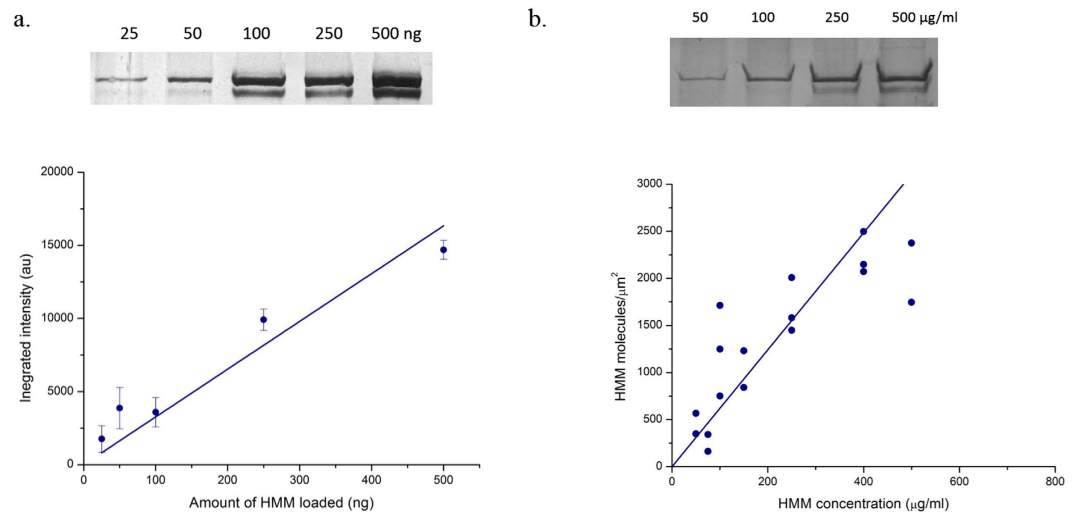 a.
25 50 100 250 500 ng
20000
15000
10000
5000
0
Inegrated intensity (au)
0 100 200 300 400 500
Amount of HMM loaded (ng)
b.
50 100 250 500 µg/ml
3000
2500
2000
1500
1000
500
0
HMM molecules/µm²
0 200 400 600 800
HMM concentration (µg/ml)